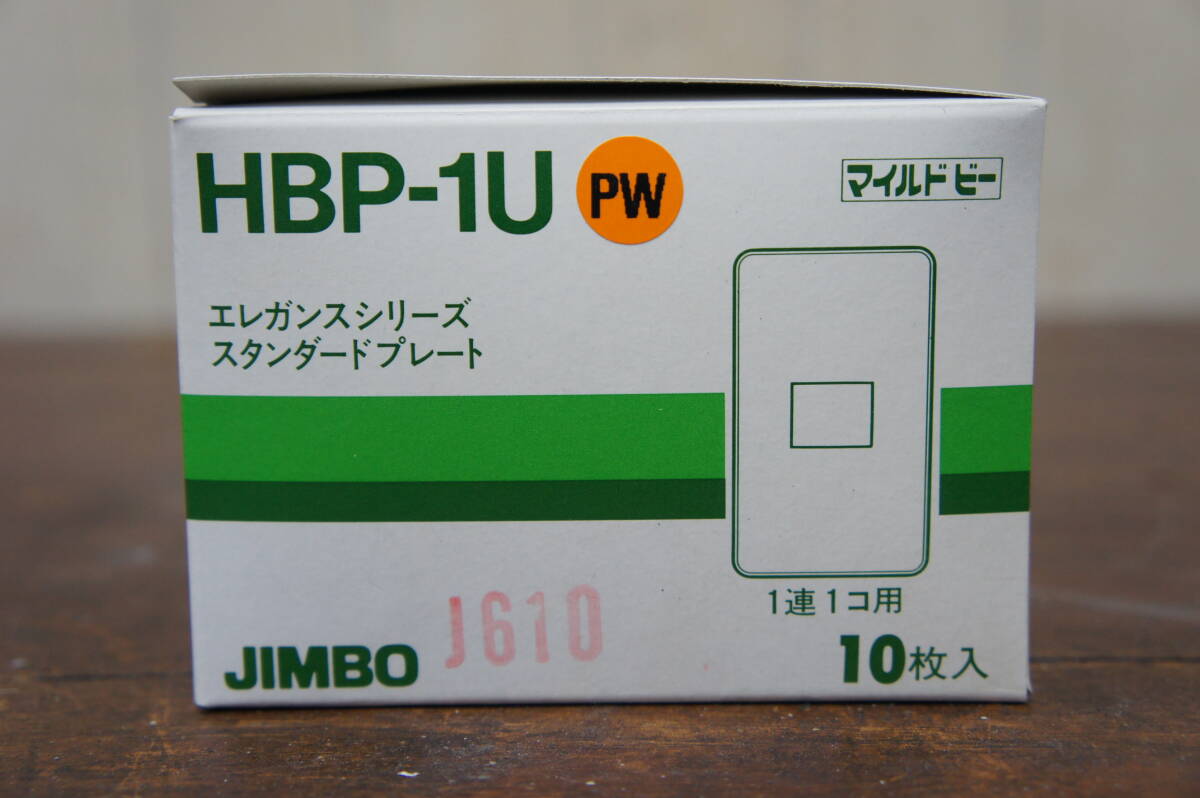 HBP-1U
PW
マイルドビー
エレガンスシリーズ
スタンダードプレート
1連1コ用
10枚入
JIMBO
J610